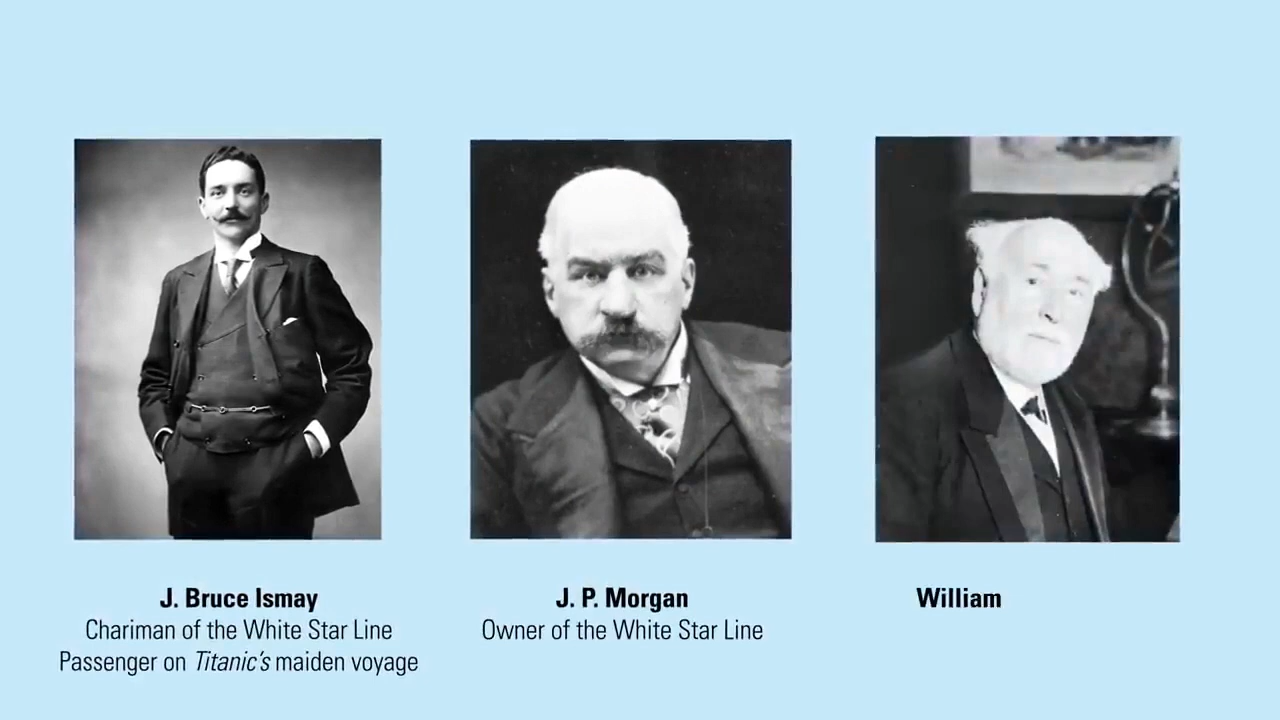 J. Bruce Ismay
Chariman of the White Star Line
Passenger on Titanic's maiden voyage
J. P. Morgan
Owner of the White Star Line
William